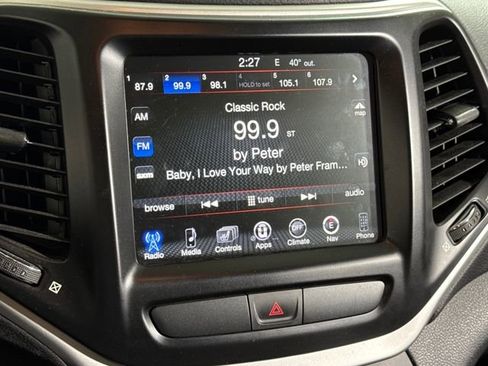 2:27 E 40° out.
1 87.9 2 99.9 3 98.1 4 HOLD to set 5 105.1 6 107.9
Classic Rock
AM
99.9 ST
map
FM
by Peter
Baby, I Love Your Way by Peter Fram...
sxm
browse tune audio
OFF E
Radio Media Controls Apps Climate Nav Phone